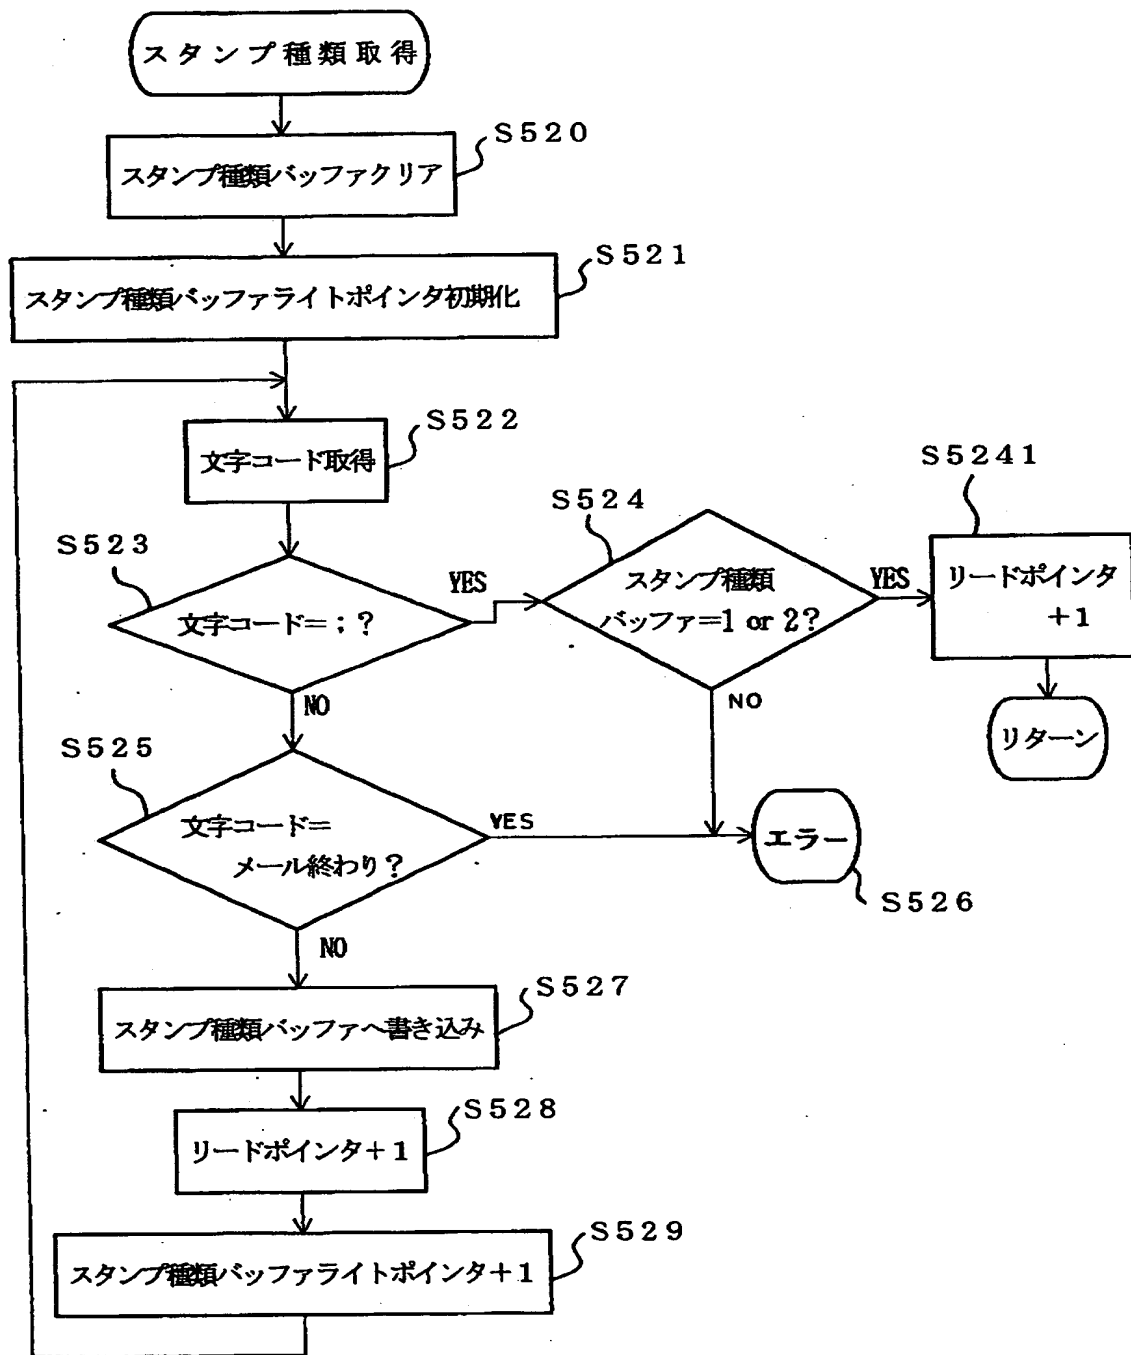 スタンプ種類取得
S520
スタンプ種類バッファクリア
S521
スタンプ種類バッファライトポインタ初期化
S522
文字コード取得
S523
文字コード=;?
YES
NO
S524
スタンプ種類
バッファ=1 or 2?
YES
NO
S5241
リードポインタ
+1
リターン
S525
文字コード=
メール終わり?
YES
NO
エラー
S526
S527
スタンプ種類バッファへ書き込み
S528
リードポインタ+1
S529
スタンプ種類バッファライトポインタ+1